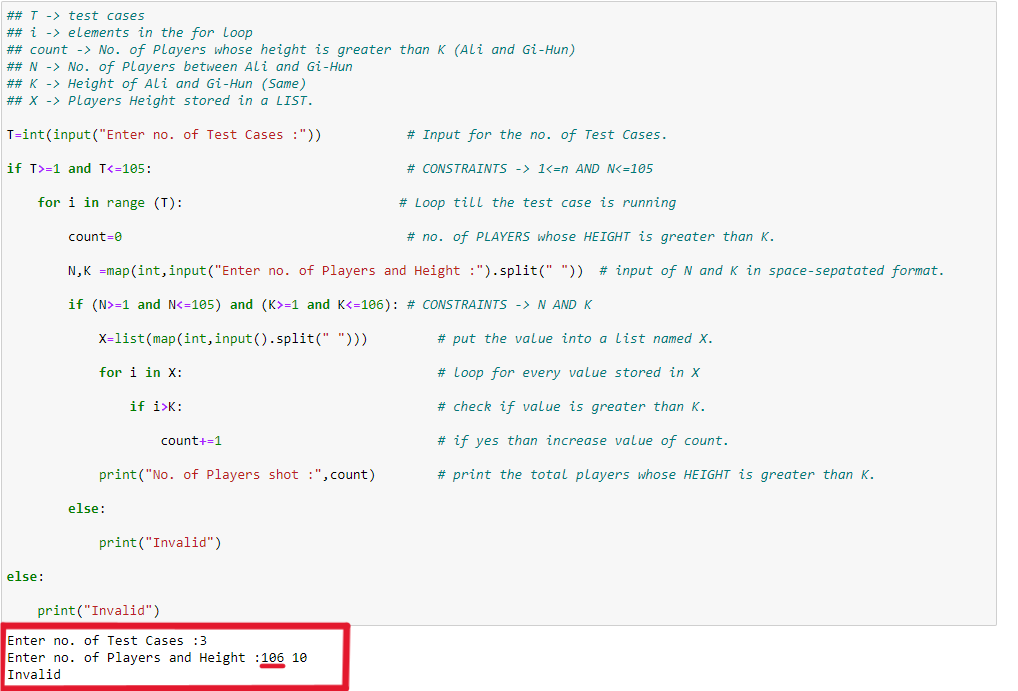 ## T -> test cases
## i -> elements in the for loop
## count -> No. of Players whose height is greater than K (Ali and Gi-Hun)
## N -> No. of Players between Ali and Gi-Hun
## K -> Height of Ali and Gi-Hun (Same)
## X -> Players Height stored in a LIST.
T=int(input("Enter no. of Test Cases :")) # Input for the no. of Test Cases.
if T>=1 and T<=105: # CONSTRAINTS -> 1<=n AND N<=105
for i in range (T): # Loop till the test case is running
count=0 # no. of PLAYERS whose HEIGHT is greater than K.
N,K =map(int,input("Enter no. of Players and Height :").split(" ")) # input of N and K in space-sepatated format.
if (N>=1 and N<=105) and (K>=1 and K<=106): # CONSTRAINTS -> N AND K
X=list(map(int,input().split(" "))) # put the value into a list named X.
for i in X: # loop for every value stored in X
if i>K: # check if value is greater than K.
count+=1 # if yes than increase value of count.
print("No. of Players shot :",count) # print the total players whose HEIGHT is greater than K.
else:
print("Invalid")
else:
print("Invalid")
Enter no. of Test Cases :3
Enter no. of Players and Height :106 10
Invalid